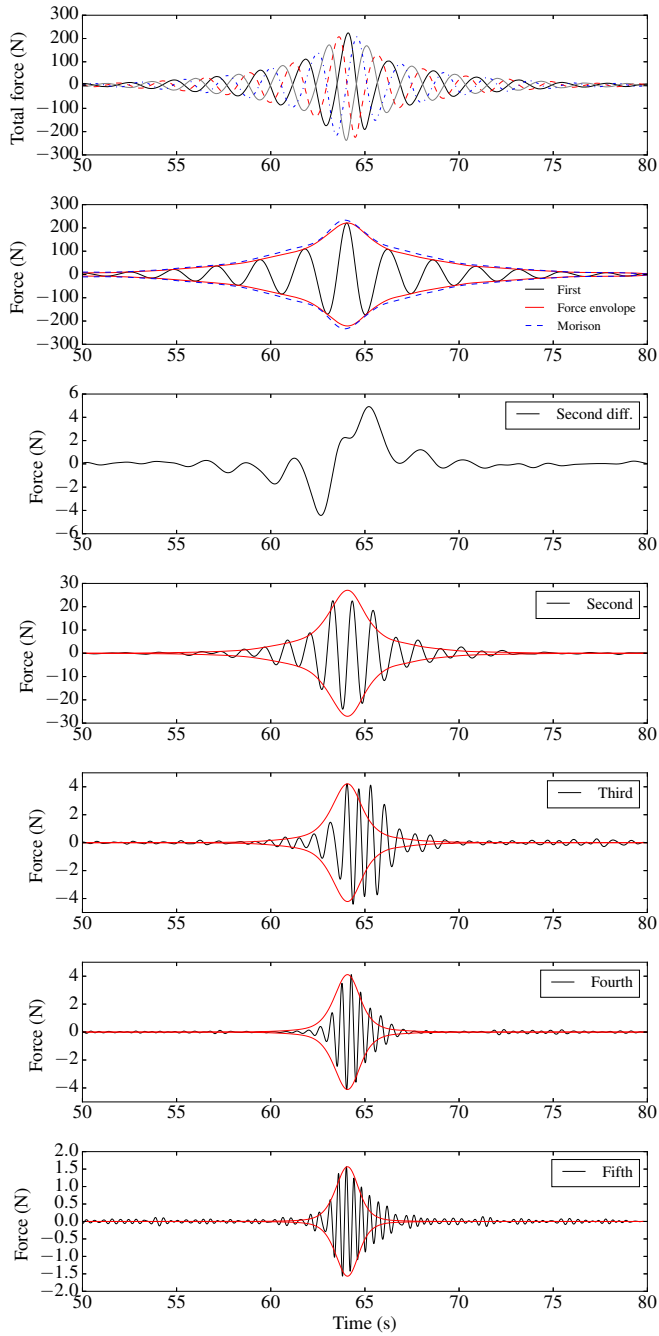 Total force (N)
300
200
100
0
−100
−200
−300
50 55 60 65 70 75 80
Force (N)
300
200
100
0
−100
−200
−300
First
Force envolope
Morison
50 55 60 65 70 75 80
Force (N)
6
4
2
0
−2
−4
6
Second diff.
50 55 60 65 70 75 80
Force (N)
30
20
10
0
−10
−20
−30
Second
50 55 60 65 70 75 80
Force (N)
4
2
0
−2
−4
Third
50 55 60 65 70 75 80
Force (N)
4
2
0
−2
−4
Fourth
50 55 60 65 70 75 80
Force (N)
2.0
1.5
1.0
0.5
0.0
−0.5
−1.0
−1.5
−2.0
Fifth
50 55 60 65 70 75 80
Time (s)